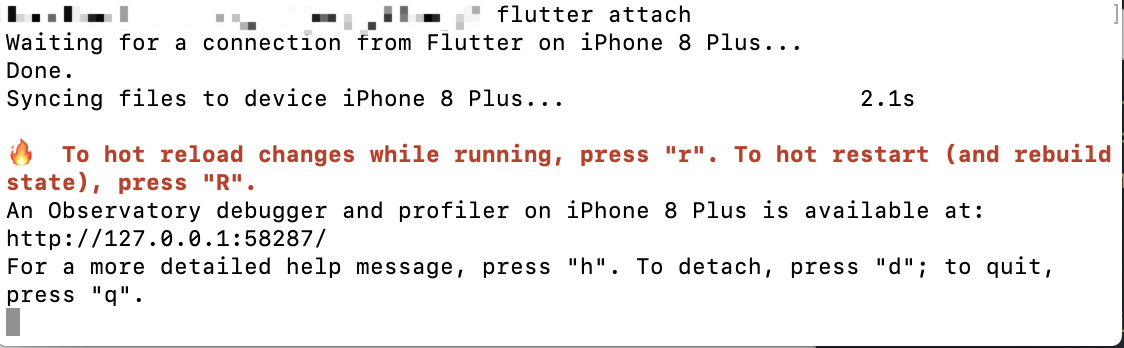 flutter attach
Waiting for a connection from Flutter on iPhone 8 Plus...
Done.
Syncing files to device iPhone 8 Plus... 2.1s
🔥 To hot reload changes while running, press "r". To hot restart (and rebuild
state), press "R".
An Observatory debugger and profiler on iPhone 8 Plus is available at:
http://127.0.0.1:58287/
For a more detailed help message, press "h". To detach, press "d"; to quit,
press "q".